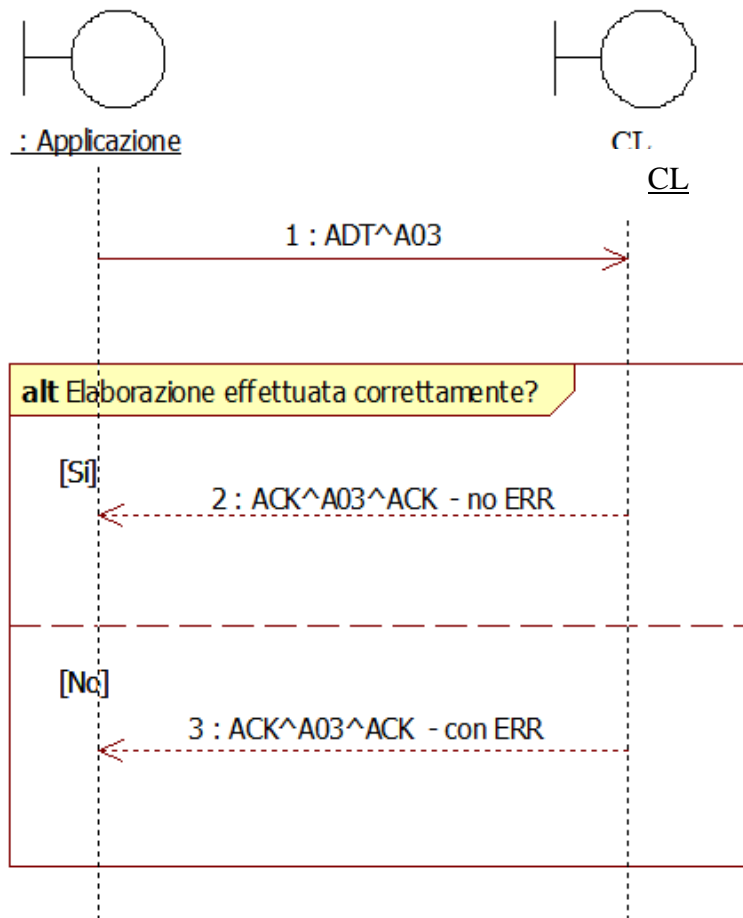 : Applicazione
CL
CL
1 : ADT^A03
alt Elaborazione effettuata correttamente?
[Sì]
2 : ACK^A03^ACK - no ERR
[No]
3 : ACK^A03^ACK - con ERR